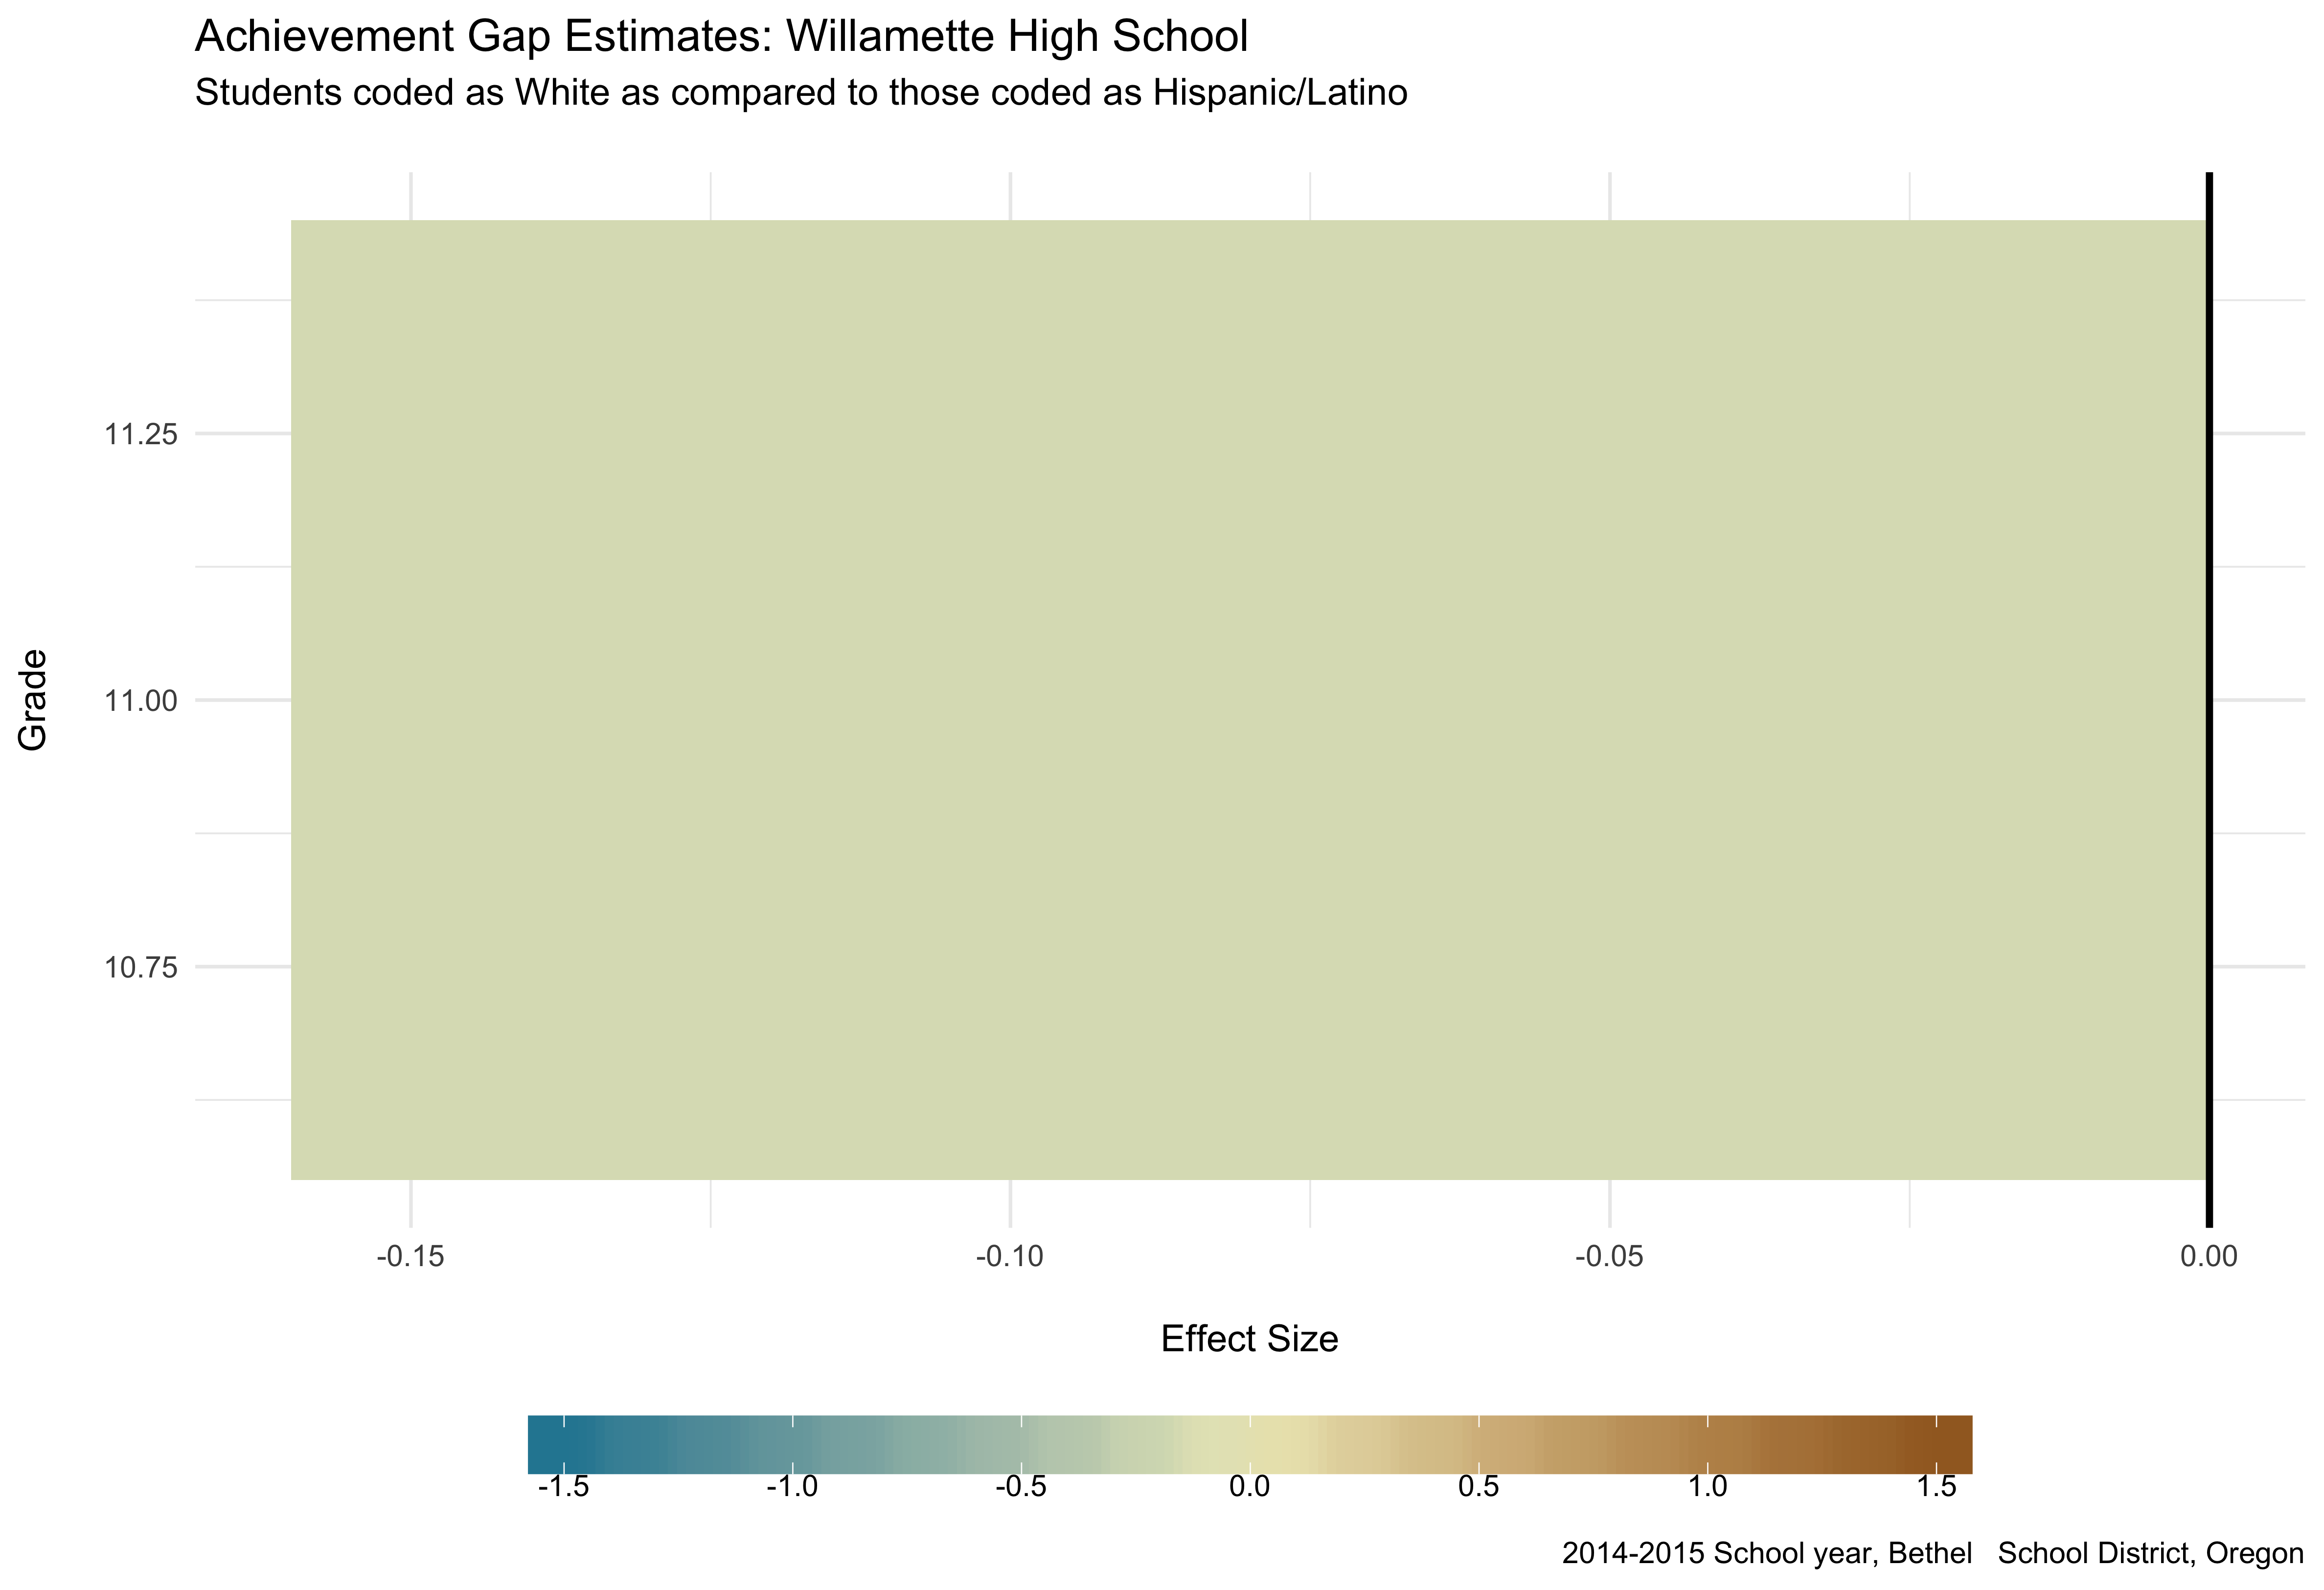 Achievement Gap Estimates: Willamette High School
Students coded as White as compared to those coded as Hispanic/Latino
Grade
11.25
11.00
10.75
-0.15 -0.10 -0.05 0.00
Effect Size
-1.5 -1.0 -0.5 0.0 0.5 1.0 1.5
2014-2015 School year, Bethel   School District, Oregon